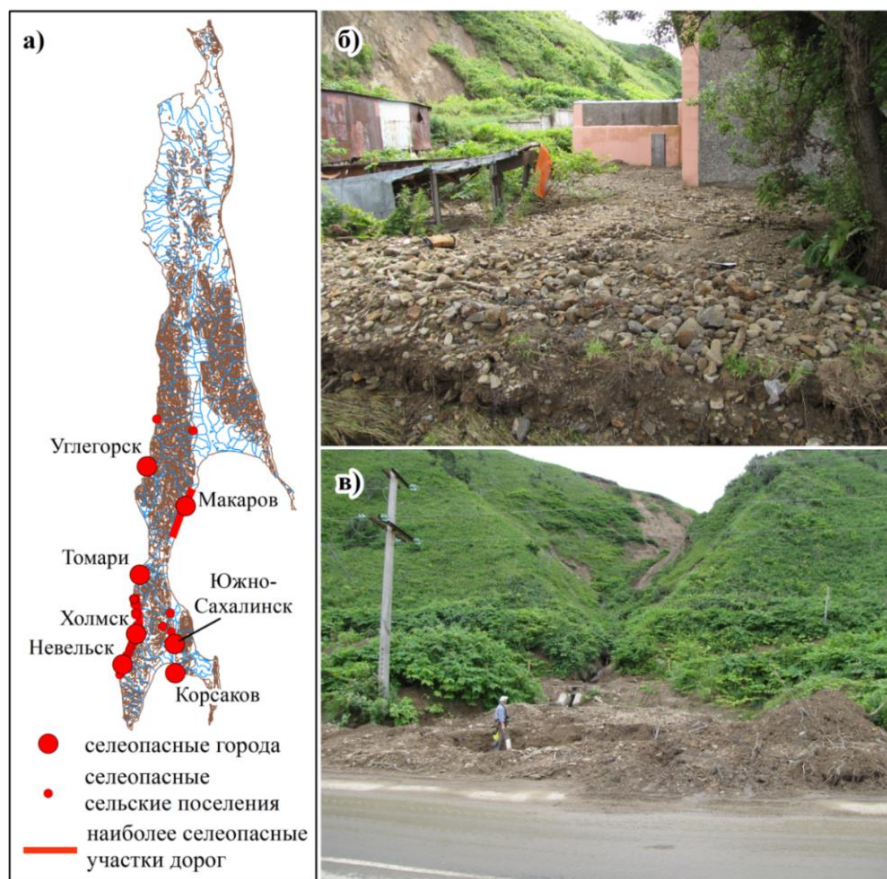 а)
Углегорск
Макаров
Томари
Южно-
Сахалинск
Холмск
Невельск
Корсаков
селеопасные города
селеопасные
сельские поселения
наиболее селеопасные
участки дорог
б)
в)